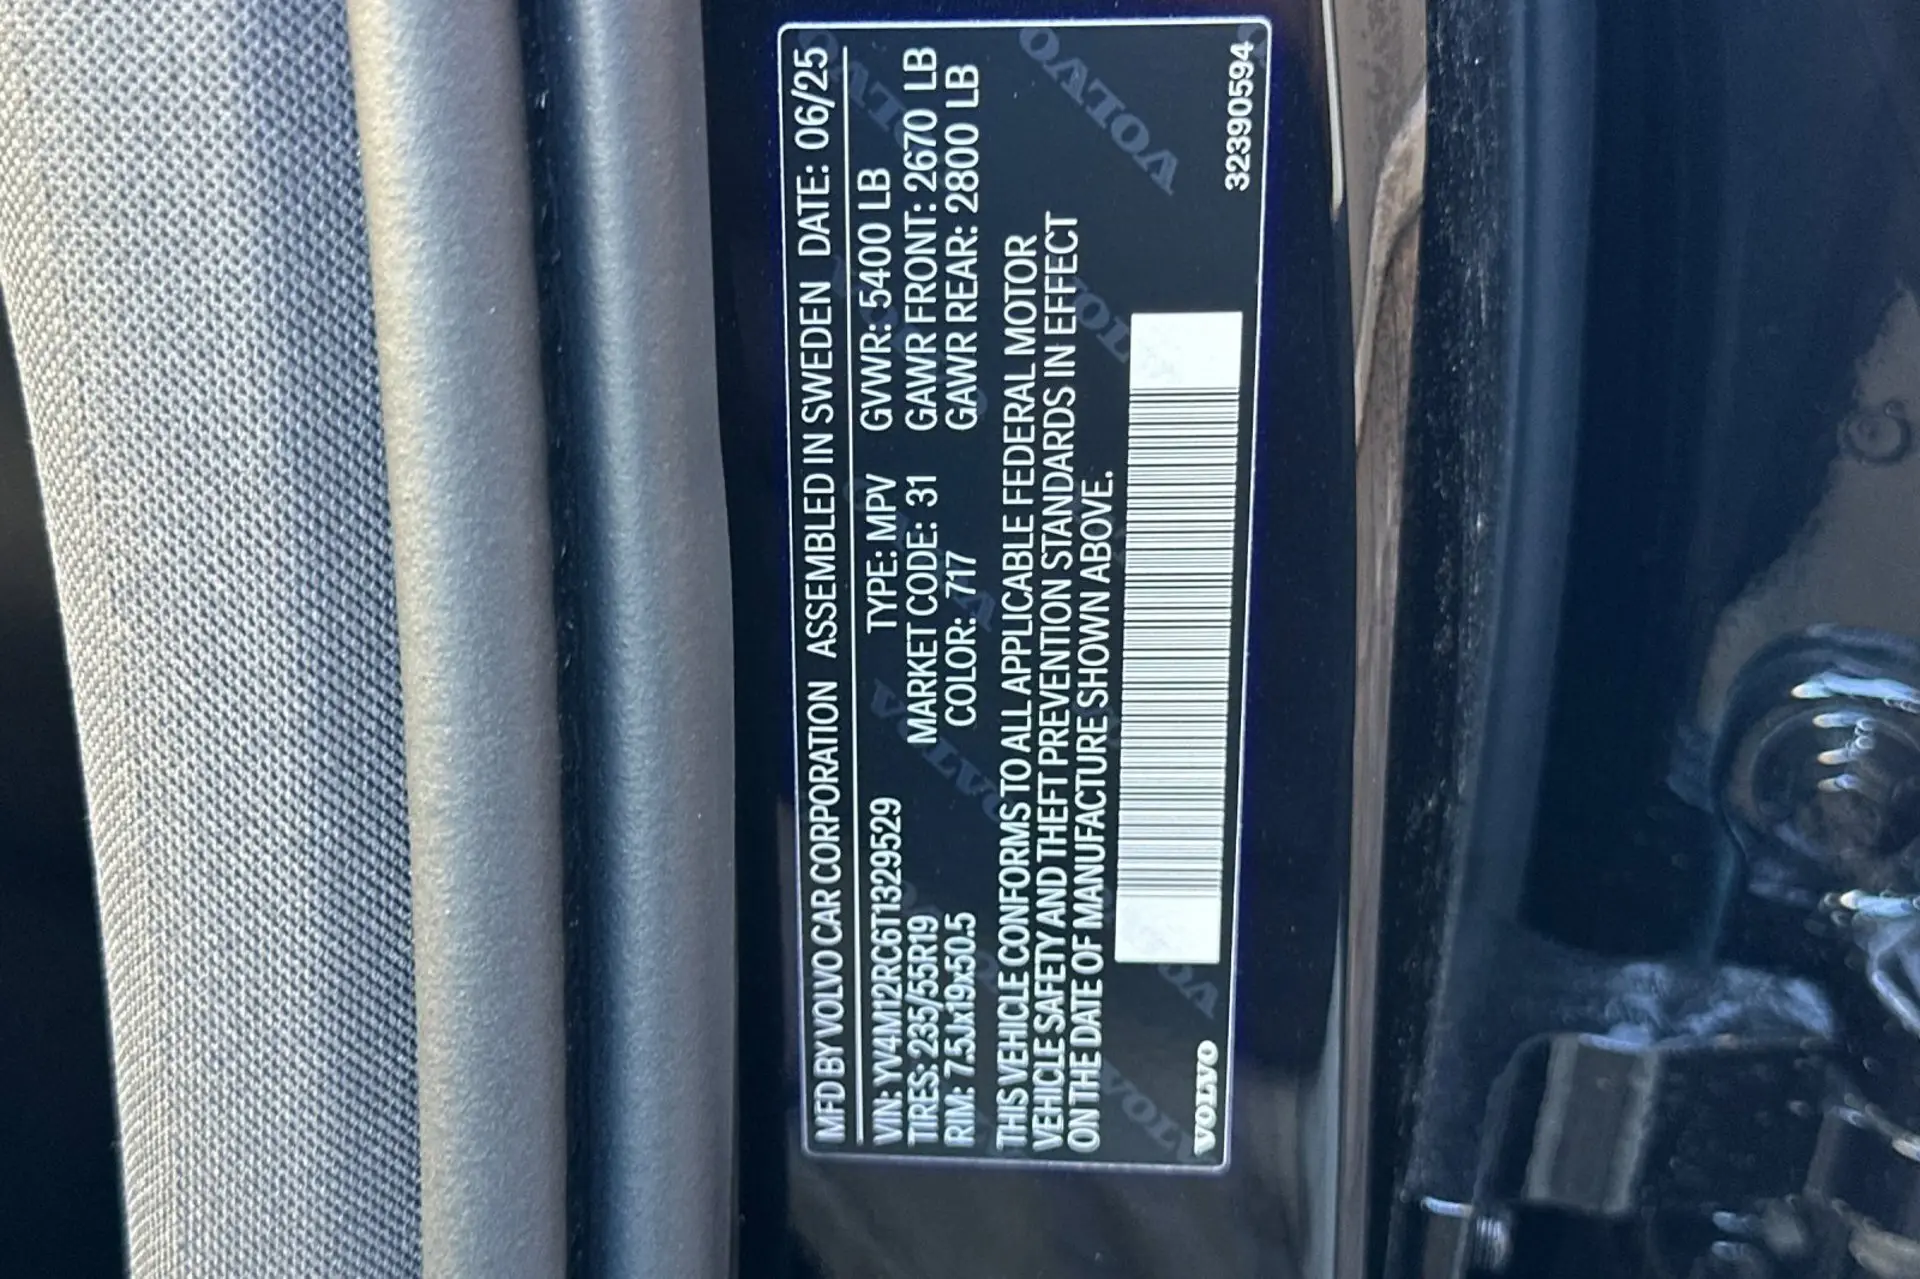 MFD BY VOLVO CAR CORPORATION ASSEMBLED IN SWEDEN DATE: 06/25
VIN: YV4M12RC6T1329529 TYPE: MPV GVWR: 5400 LB
TIRES: 235/55R19 MARKET CODE: 31 GAWR FRONT: 2670 LB
RIM: 7.5Jx19x50.5 COLOR: 717 GAWR REAR: 2800 LB
THIS VEHICLE CONFORMS TO ALL APPLICABLE FEDERAL MOTOR
VEHICLE SAFETY AND THEFT PREVENTION STANDARDS IN EFFECT
ON THE DATE OF MANUFACTURE SHOWN ABOVE.
VOLVO 32390594